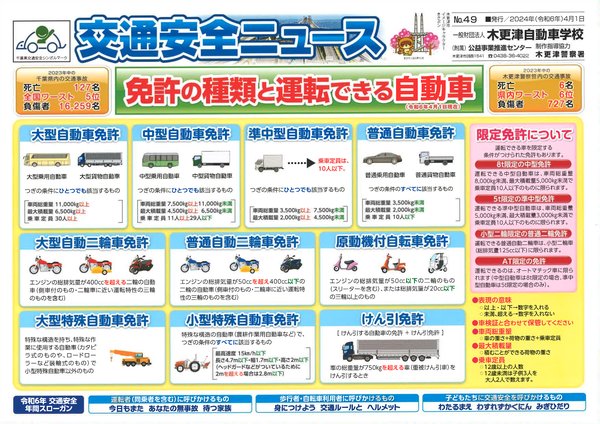 千葉県交通安全シンボルマーク
交通安全ニュース
No.49
■発行／2024年(令和6年)4月1日
一般財団法人 木更津自動車学校
(附属)公益事業推進センター 制作指導協力
木更津警察署
2023年中の
千葉県内の交通事故
死亡 127名
全国ワースト 5位
負傷者 16,259名
免許の種類と運転できる自動車
(令和6年4月1日現在)
2023年中の
木更津警察署管内の交通事故
死亡 6名
県内ワースト 6位
負傷者 727名
大型自動車免許
大型乗用自動車 大型貨物自動車
つぎの条件にひとつでも該当するもの
車両総重量 11,000kg以上
最大積載量 6,500kg以上
乗車定員 30人以上
中型自動車免許
中型乗用自動車 中型貨物自動車
つぎの条件にひとつでも該当するもの
車両総重量 7,500kg以上11,000kg未満
最大積載量 4,500kg以上 6,500kg未満
乗車定員 11人以上29人以下
準中型自動車免許
乗車定員は、
10人以下。
つぎの条件にひとつでも該当するもの
車両総重量 3,500kg以上 7,500kg未満
最大積載量 2,000kg以上 4,500kg未満
普通自動車免許
普通乗用自動車 普通貨物自動車
つぎの条件のすべてに該当するもの
車両総重量 3,500kg未満
最大積載量 2,000kg未満
乗車定員 10人以下
限定免許について
運転できる車を限定する
条件がつけられた免許もあります。
8t限定の中型免許
運転できる中型自動車は、車両総重量
8,000kg未満、最大積載量5,000kg未満で
乗車定員10人以下のものに限られます。
5t限定の準中型免許
運転できる準中型自動車は、車両総重量
5,000kg未満、最大積載量3,000kg未満で
乗車定員10人以下のものに限られます。
小型二輪限定の普通二輪免許
運転できる普通自動二輪車は、小型二輪車
(総排気量125cc以下)に限られます。
AT限定の免許
運転できるのは、オートマチック車に限られ
ます(中型自動車は8t限定の場合、準中型
自動車は5t限定の場合のみ)。
大型自動二輪車免許
エンジンの総排気量が400ccを超える二輪の自動車
(側車付きのもの・二輪車に近い運転特性の三輪
のものを含む)
普通自動二輪車免許
エンジンの総排気量が50ccを超え400cc以下
の二輪の自動車(側車付きのもの・二輪車に近い運転特性
の三輪のものを含む)
原動機付自転車免許
エンジンの総排気量が50cc以下の二輪のもの
(スリーターを含む)、または総排気量が20cc以下
の三輪以上のもの
大型特殊自動車免許
特殊な構造を持ち、特殊な作
業に使用する自動車(カタピ
ラ式のものや、ロードロー
ラーなど装輪式のもの)で
小型特殊自動車以外のもの
小型特殊自動車免許
特殊な構造の自動車(農耕作業用自動車など)で、
つぎの条件のすべてに該当するもの
最高速度15km/h以下
長さ4.7m以下・幅1.7m以下・高さ2m以下
(ヘッドガードなどがついているために
2mを超える場合は2.8m以下)
けん引免許
[けん引する自動車の免許 + けん引免許]
車の総重量が750kgを超える車(重被けん引車)を
けん引するとき
●表現の意味
・以上・以下→数字を入れる
・未満、超える→数字を入れない
●車検証と合わせて保管してください
●車両総重量
・車の重さ+荷物の重さ+乗車定員
●最大積載量
・積むことができる荷物の重さ
●乗車定員
・12歳以上の人数
・12歳未満は子供3人を
大人2人で数えます。
令和6年 交通安全
年間スローガン
運転者(同乗者を含む)に呼びかけるもの
今日もまた あなたの無事故 待つ家族
歩行者・自転車利用者に呼びかけるもの
身につけよう 交通ルールと ヘルメット
子どもたちに交通安全を呼びかけるもの
わたるまえ わすれずかくにん みぎひだり